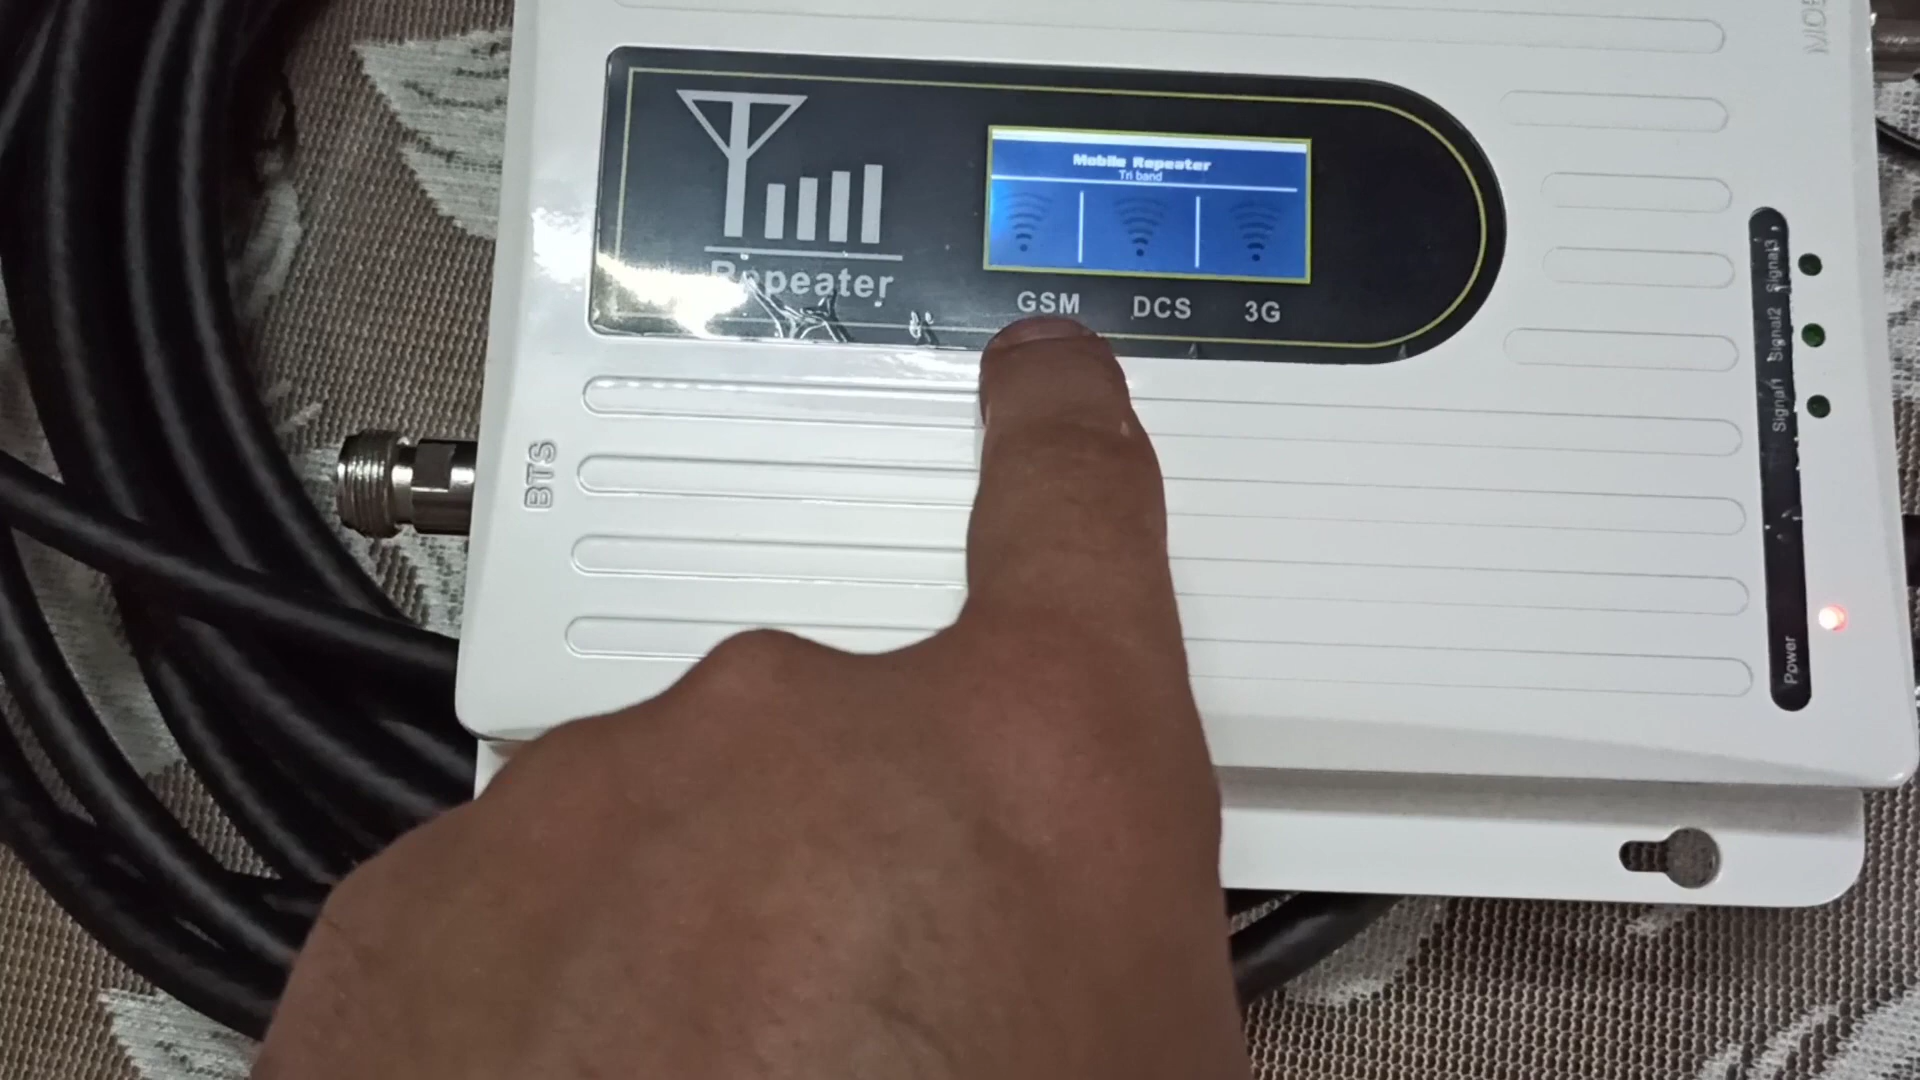 Mobile Repeater
Tri band
Repeater
GSM DCS 3G
BTS
Signal3
Signal2
Signal1
Power